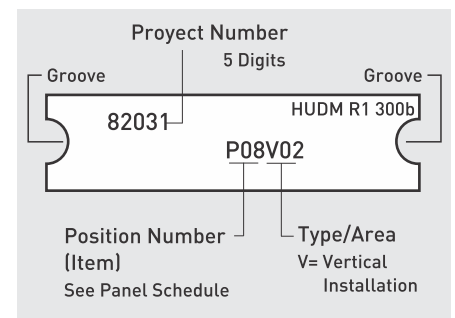 Proyect Number
5 Digits
Groove
Groove
HUDM R1 300b
82031
P08V02
Position Number
(Item)
See Panel Schedule
Type/Area
V= Vertical
Installation